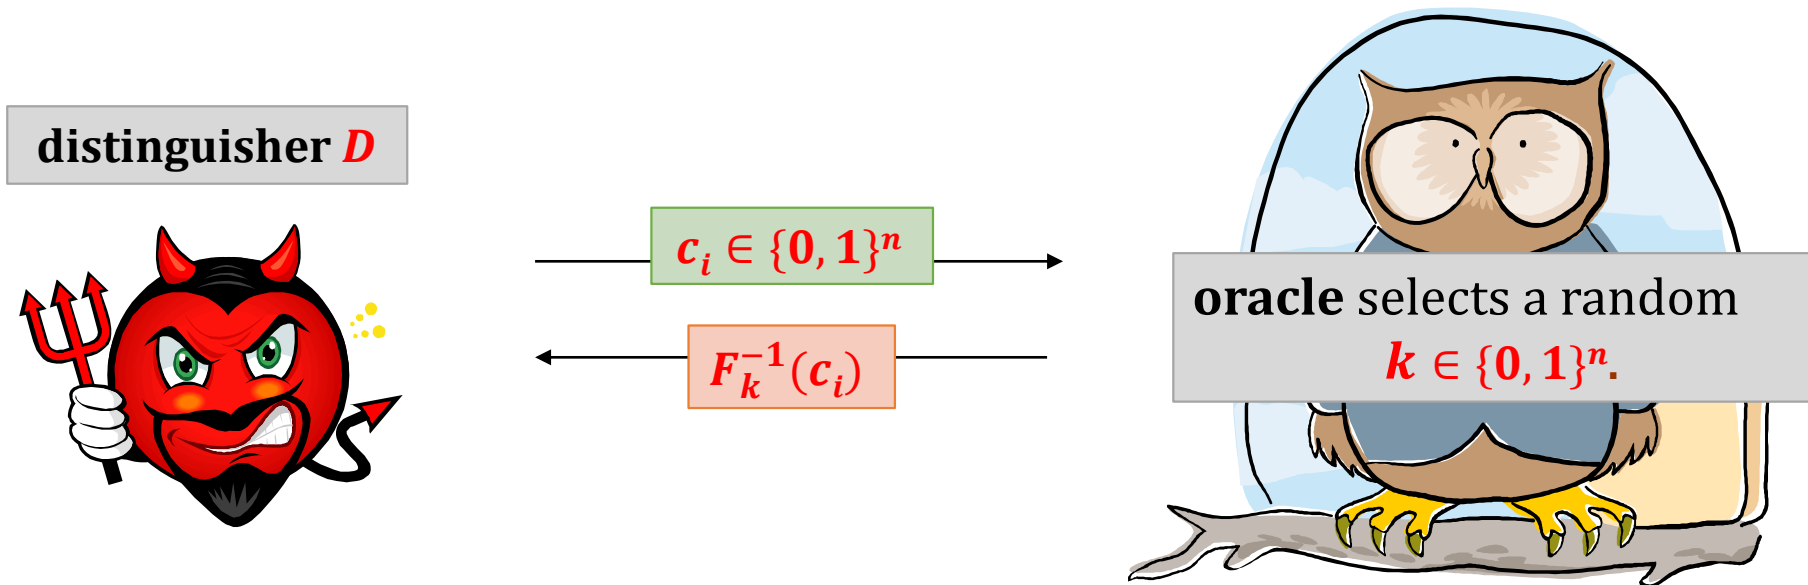 distinguisher D
c_i ∈ {0, 1}^n
F_k^{-1}(c_i)
oracle selects a random
k ∈ {0, 1}^n.